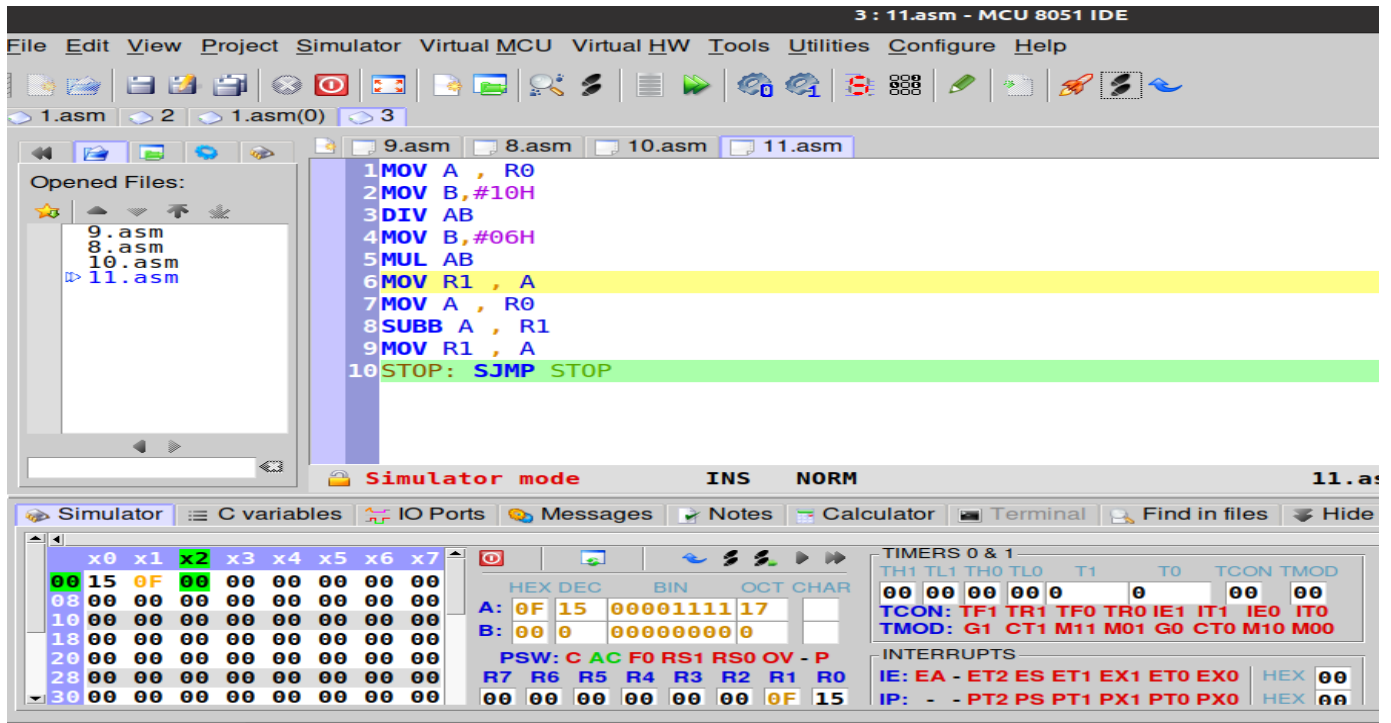 3 : 11.asm - MCU 8051 IDE
File Edit View Project Simulator Virtual MCU Virtual HW Tools Utilities Configure Help
1.asm 2 1.asm(0) 3
9.asm 8.asm 10.asm 11.asm
Opened Files:
9.asm
8.asm
10.asm
11.asm
1 MOV A , R0
2 MOV B,#10H
3 DIV AB
4 MOV B,#06H
5 MUL AB
6 MOV R1 , A
7 MOV A , R0
8 SUBB A , R1
9 MOV R1 , A
10 STOP: SJMP STOP
Simulator mode INS NORM 11.as
Simulator C variables IO Ports Messages Notes Calculator Terminal Find in files Hide
x0 x1 x2 x3 x4 x5 x6 x7
00 15 0F 00 00 00 00 00 00
08 00 00 00 00 00 00 00 00
10 00 00 00 00 00 00 00 00
18 00 00 00 00 00 00 00 00
20 00 00 00 00 00 00 00 00
28 00 00 00 00 00 00 00 00
30 00 00 00 00 00 00 00 00
HEX DEC BIN OCT CHAR
A: 0F 15 00001111 17
B: 00 0 00000000 0
PSW: C AC F0 RS1 RS0 OV - P
R7 R6 R5 R4 R3 R2 R1 R0
00 00 00 00 00 00 0F 15
TIMERS 0 & 1
TH1 TL1 TH0 TL0 T1 T0 TCON TMOD
00 00 00 00 0 0 00 00
TCON: TF1 TR1 TF0 TR0 IE1 IT1 IE0 IT0
TMOD: G1 CT1 M11 M01 G0 CT0 M10 M00
INTERRUPTS
IE: EA - ET2 ES ET1 EX1 ET0 EX0 HEX 00
IP: - - PT2 PS PT1 PX1 PT0 PX0 HEX 00